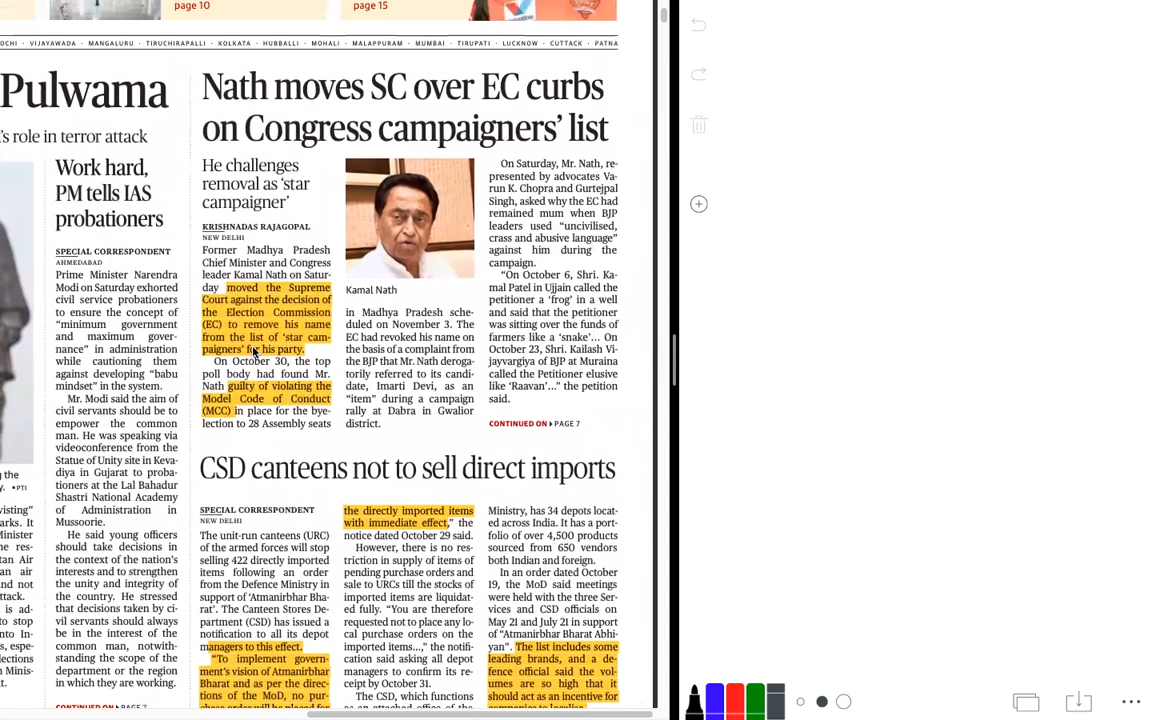 page 10
page 15
OCHI · VIJAYAWADA · MANGALURU · TIRUCHIRAPALLI · KOLKATA · HUBBALLI · MOHALI · MALAPPURAM · MUMBAI · TIRUPATI · LUCKNOW · CUTTACK · PATNA
Pulwama
's role in terror attack
Work hard,
PM tells IAS
probationers
SPECIAL CORRESPONDENT
AHMEDABAD
Prime Minister Narendra
Modi on Saturday exhorted
civil service probationers
to ensure the concept of
“minimum government
and maximum gover-
nance” in administration
while cautioning them
against developing “babu
mindset” in the system.
Mr. Modi said the aim of
civil servants should be to
empower the common
man. He was speaking via
videoconference from the
Statue of Unity site in Keva-
diya in Gujarat to proba-
tioners at the Lal Bahadur
Shastri National Academy
of Administration in
Mussoorie.
He said young officers
should take decisions in
the context of the nation's
interests and to strengthen
the unity and integrity of
the country. He stressed
that decisions taken by ci-
vil servants should always
be in the interest of the
common man, notwith-
standing the scope of the
department or the region
in which they are working.
CONTINUED ON PAGE 7
Nath moves SC over EC curbs
on Congress campaigners' list
He challenges
removal as 'star
campaigner'
KRISHNADAS RAJAGOPAL
NEW DELHI
Former Madhya Pradesh
Chief Minister and Congress
leader Kamal Nath on Satur-
day moved the Supreme
Court against the decision of
the Election Commission
(EC) to remove his name
from the list of 'star cam-
paigners' for his party.
On October 30, the top
poll body had found Mr.
Nath guilty of violating the
Model Code of Conduct
(MCC) in place for the bye-
lection to 28 Assembly seats
Kamal Nath
in Madhya Pradesh sche-
duled on November 3. The
EC had revoked his name on
the basis of a complaint from
the BJP that Mr. Nath deroga-
torily referred to its candi-
date, Imarti Devi, as an
“item” during a campaign
rally at Dabra in Gwalior
district.
On Saturday, Mr. Nath, re-
presented by advocates Va-
run K. Chopra and Gurtejpal
Singh, asked why the EC had
remained mum when BJP
leaders used “uncivilised,
crass and abusive language”
against him during the
campaign.
“On October 6, Shri. Ka-
mal Patel in Ujjain called the
petitioner a 'frog' in a well
and said that the petitioner
was sitting over the funds of
farmers like a 'snake'... On
October 23, Shri. Kailash Vi-
jayvargiya of BJP at Muraina
called the Petitioner elusive
like 'Raavan'...” the petition
said.
CONTINUED ON PAGE 7
CSD canteens not to sell direct imports
SPECIAL CORRESPONDENT
NEW DELHI
The unit-run canteens (URC)
of the armed forces will stop
selling 422 directly imported
items following an order
from the Defence Ministry in
support of 'Atmanirbhar Bha-
rat'. The Canteen Stores De-
partment (CSD) has issued a
notification to all its depot
managers to this effect.
“To implement govern-
ment's vision of Atmanirbhar
Bharat and as per the direc-
tions of the MoD, no pur-
chase order will be placed for
the directly imported items
with immediate effect,” the
notice dated October 29 said.
However, there is no res-
triction in supply of items of
pending purchase orders and
sale to URCs till the stocks of
imported items are liquidat-
ed fully. “You are therefore
requested not to place any lo-
cal purchase orders on the
imported items...,” the notifi-
cation said asking all depot
managers to confirm its re-
ceipt by October 31.
The CSD, which functions
as an attached office of the
Ministry, has 34 depots locat-
ed across India. It has a port-
folio of over 4,500 products
sourced from 650 vendors
both Indian and foreign.
In an order dated October
19, the MoD said meetings
were held with the three Ser-
vices and CSD officials on
May 21 and July 21 in support
of “Atmanirbhar Bharat Abhi-
yan”. The list includes some
leading brands, and a de-
fence official said the vol-
umes are so high that it
should act as an incentive for
companies to localise.